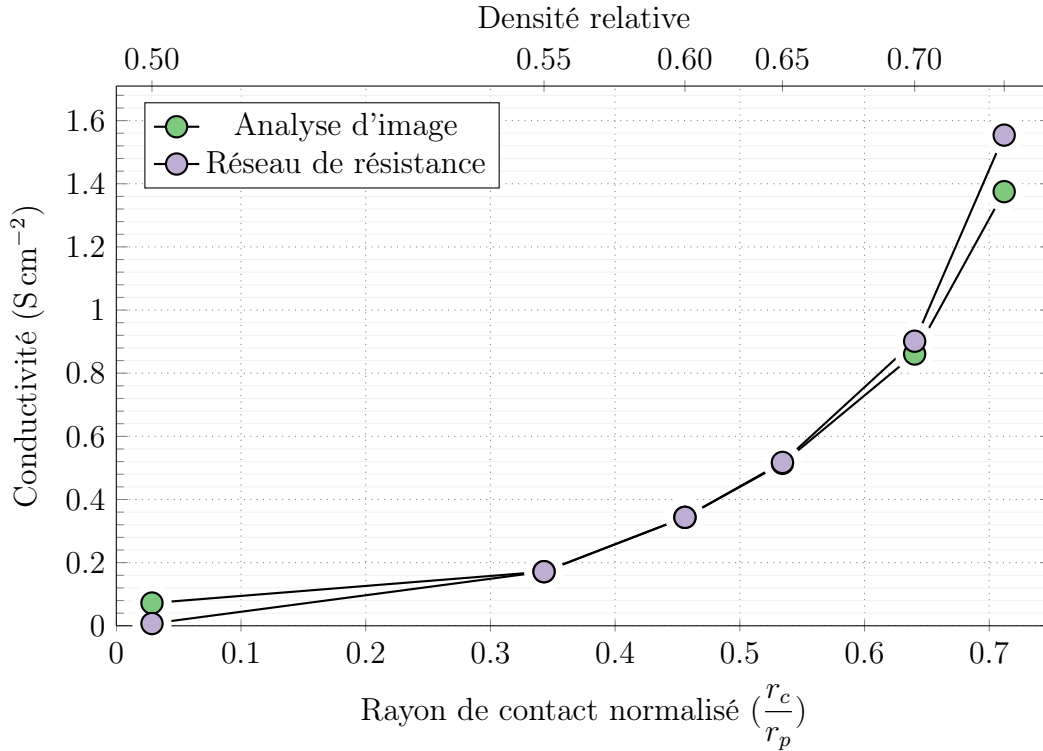 Densité relative
0.50 0.55 0.60 0.65 0.70
Analyse d'image
Réseau de résistance
Conductivité (S cm⁻²)
1.6
1.4
1.2
1
0.8
0.6
0.4
0.2
0
0 0.1 0.2 0.3 0.4 0.5 0.6 0.7
Rayon de contact normalisé (r_c/r_p)